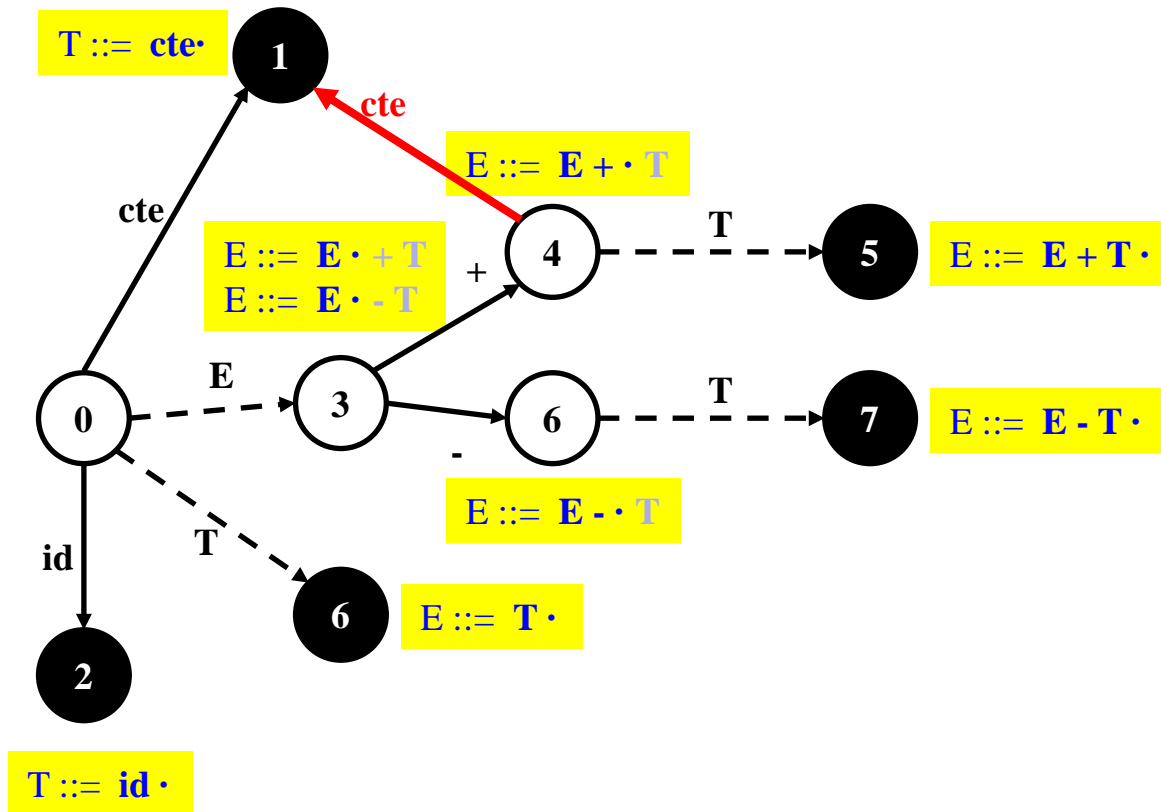 T ::= cte·
1
cte
E ::= E + · T
cte
T
E ::= E · + T
E ::= E · - T
+
4
5
E ::= E + T ·
E
T
0
3
6
7
E ::= E - T ·
-
E ::= E - · T
id
T
6
E ::= T ·
2
T ::= id ·